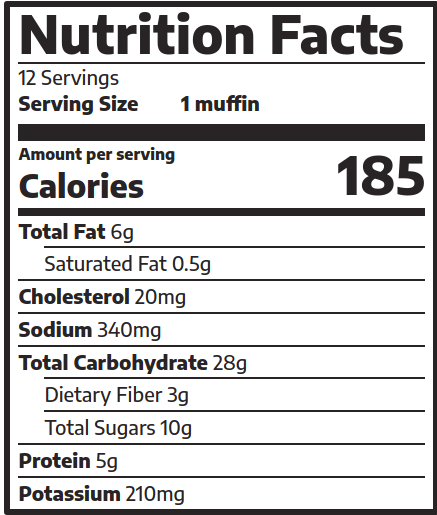 Nutrition Facts
12 Servings
Serving Size 1 muffin
Amount per serving
Calories 185
Total Fat 6g
Saturated Fat 0.5g
Cholesterol 20mg
Sodium 340mg
Total Carbohydrate 28g
Dietary Fiber 3g
Total Sugars 10g
Protein 5g
Potassium 210mg